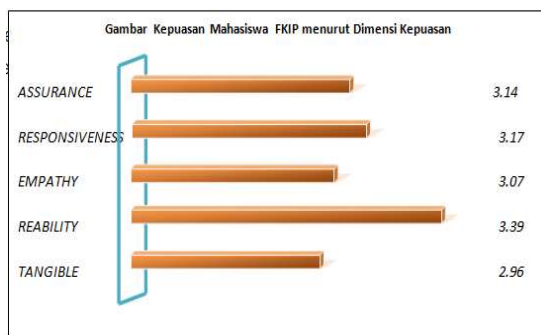 Gambar Kepuasan Mahasiswa FKIP menurut Dimensi Kepuasan
ASSURANCE 3.14
RESPONSIVENESS 3.17
EMPATHY 3.07
REABILITY 3.39
TANGIBLE 2.96